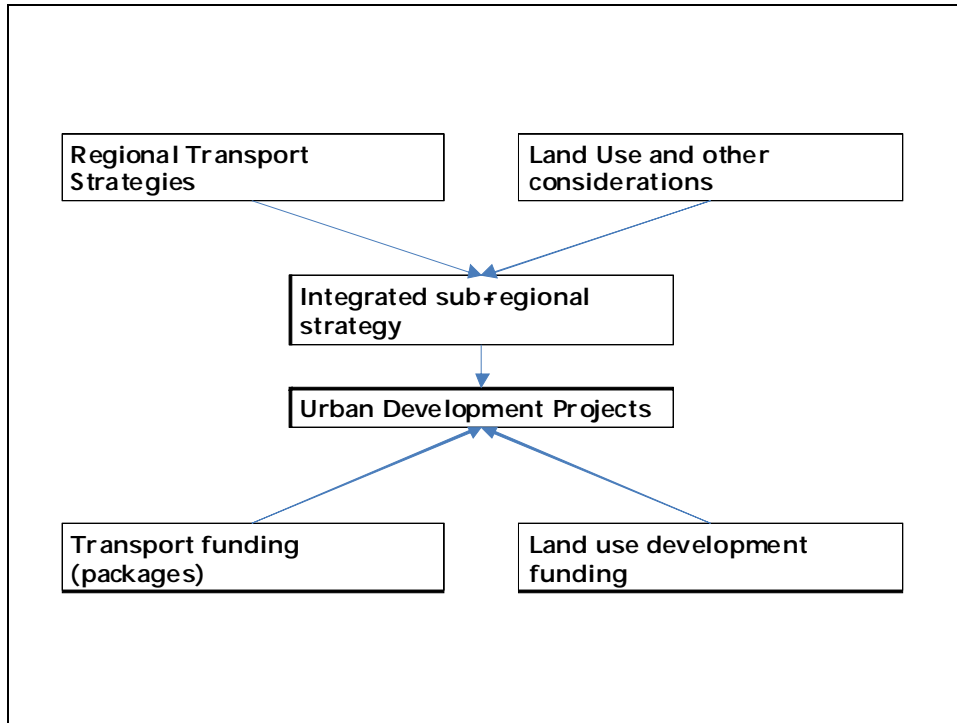 Regional Transport
Strategies
Land Use and other
considerations
Integrated sub-regional
strategy
Urban Development Projects
Transport funding
(packages)
Land use development
funding